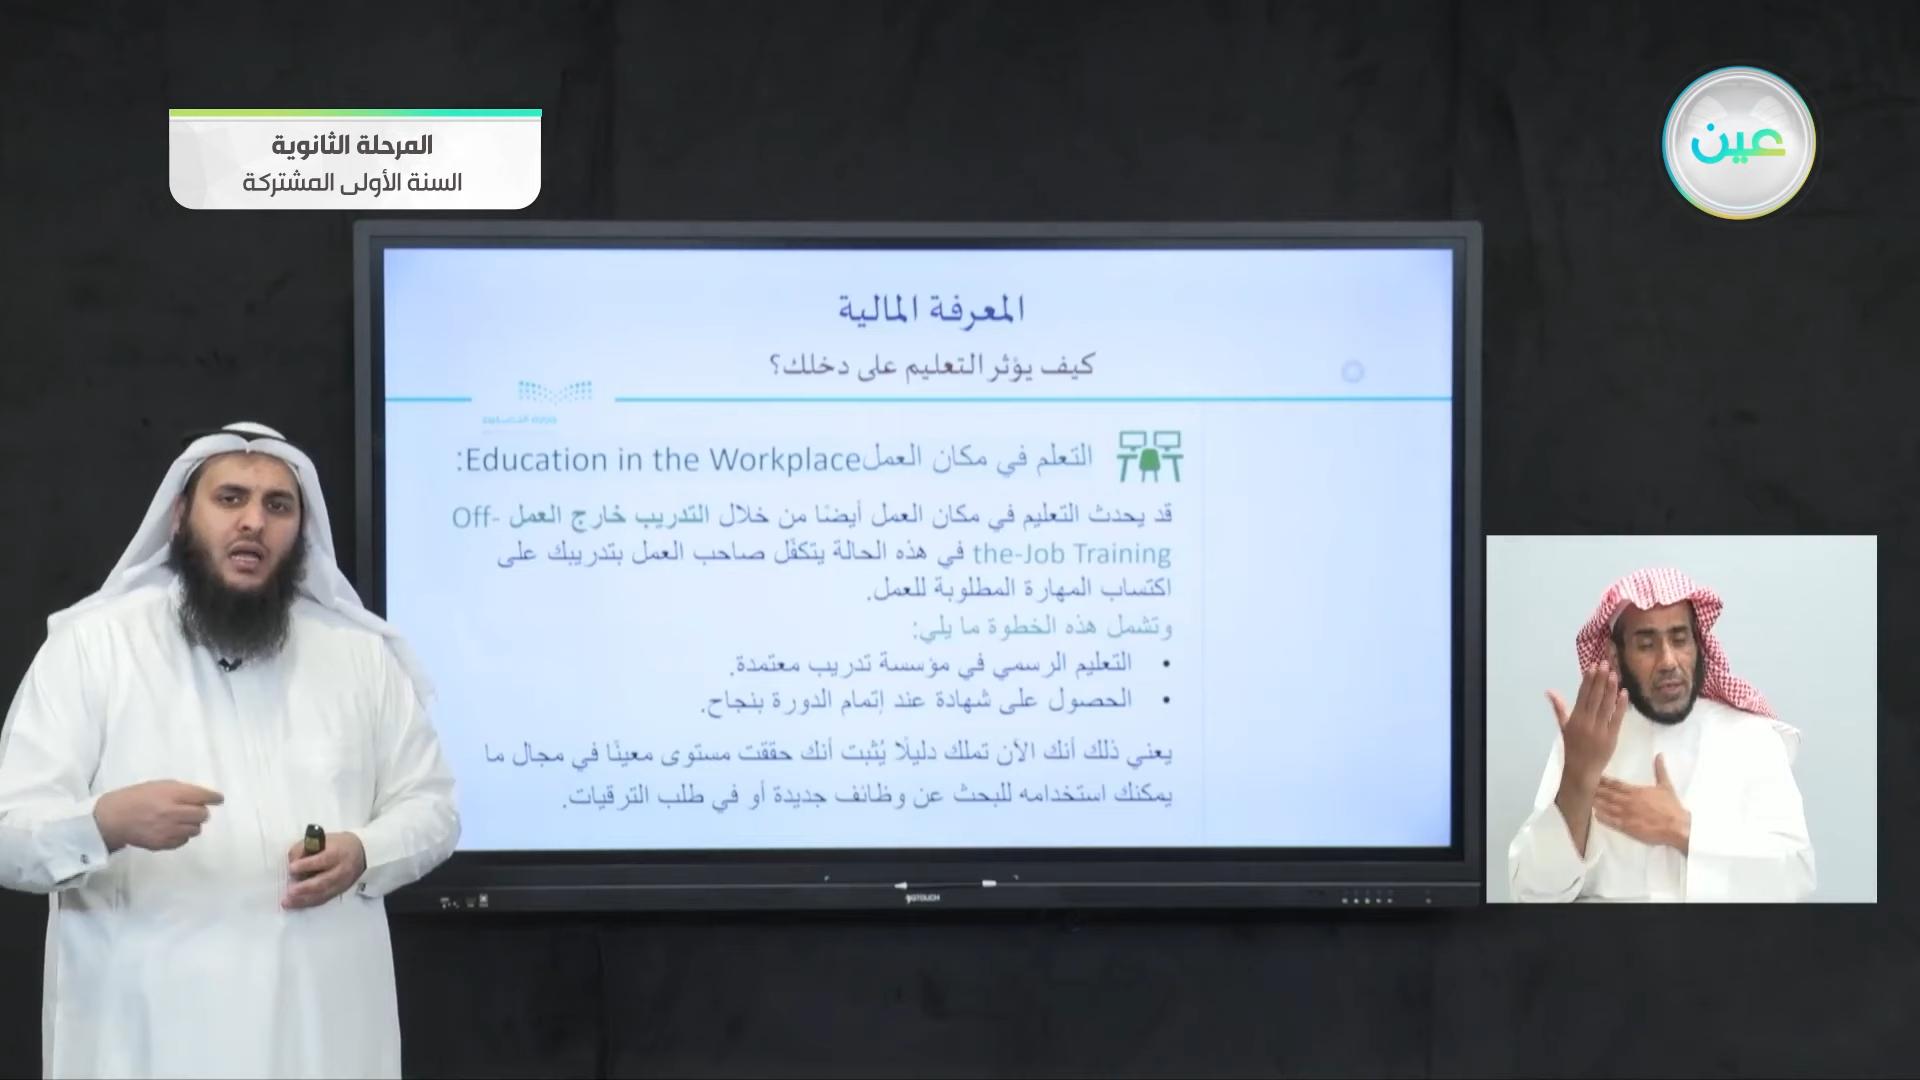 المرحلة الثانوية
السنة الأولى المشتركة
عين
المعرفة المالية
كيف يؤثر التعليم على دخلك؟
التعلم في مكان العمل Education in the Workplace:
قد يحدث التعليم في مكان العمل أيضًا من خلال التدريب خارج العمل Off-
the-Job Training في هذه الحالة يتكفّل صاحب العمل بتدريبك على
اكتساب المهارة المطلوبة للعمل.
وتشمل هذه الخطوة ما يلي:
• التعليم الرسمي في مؤسسة تدريب معتمدة.
• الحصول على شهادة عند إتمام الدورة بنجاح.
يعني ذلك أنك الآن تملك دليلًا يُثبت أنك حققت مستوى معينًا في مجال ما
يمكنك استخدامه للبحث عن وظائف جديدة أو في طلب الترقيات.